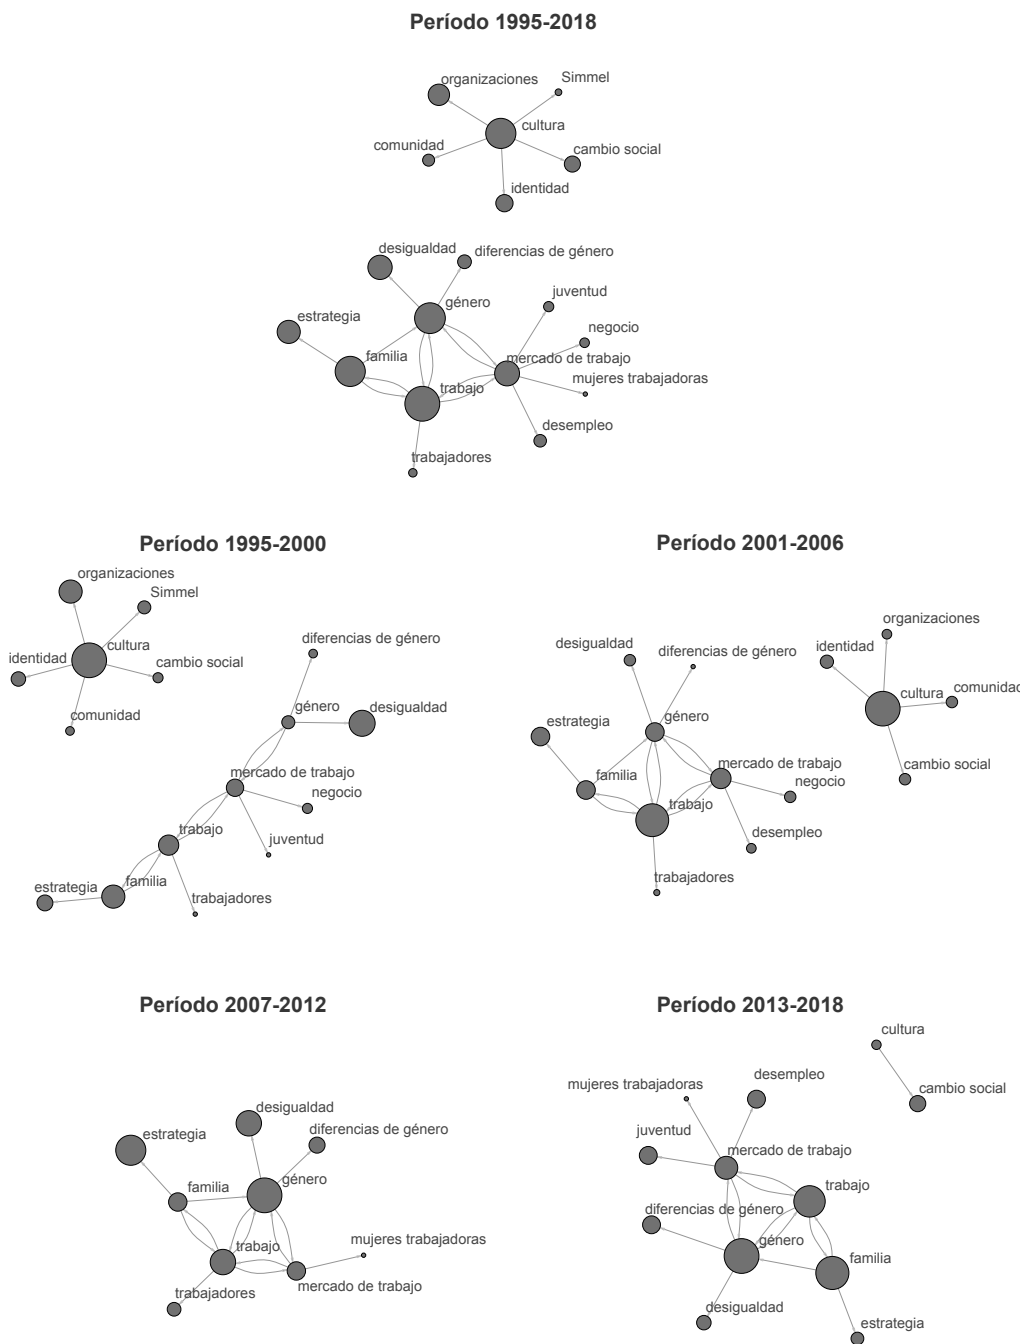 Período 1995-2018
organizaciones
Simmel
cultura
comunidad
cambio social
identidad
desigualdad
diferencias de género
juventud
género
estrategia
negocio
familia
mercado de trabajo
mujeres trabajadoras
trabajo
desempleo
trabajadores
Período 1995-2000
organizaciones
Simmel
cultura
identidad
cambio social
comunidad
diferencias de género
género
desigualdad
mercado de trabajo
negocio
trabajo
juventud
estrategia
familia
trabajadores
Período 2001-2006
organizaciones
desigualdad
diferencias de género
identidad
cultura
comunidad
estrategia
género
cambio social
familia
mercado de trabajo
negocio
trabajo
desempleo
trabajadores
Período 2007-2012
desigualdad
estrategia
diferencias de género
familia
género
trabajo
mujeres trabajadoras
mercado de trabajo
trabajadores
Período 2013-2018
cultura
desempleo
mujeres trabajadoras
cambio social
juventud
mercado de trabajo
trabajo
diferencias de género
género
familia
desigualdad
estrategia